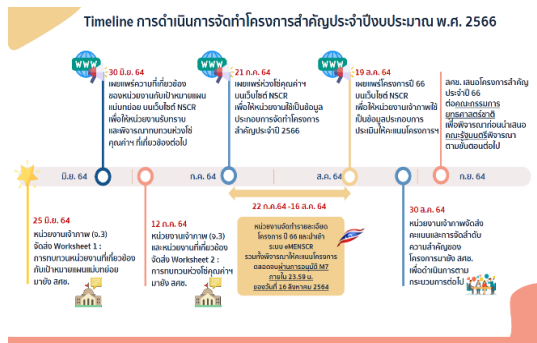 Timeline การดำเนินการจัดทำโครงการสำคัญประจำปีงบประมาณ พ.ศ. 2566
WWW
30 มิ.ย. 64
เผยแพร่ความที่เกี่ยวข้อง
ของหน่วยงานกับเป้าหมายแผน
แม่บทย่อย บนเว็บไซต์ NSCR
เพื่อให้หน่วยงานรับทราบ
และพิจารณาทบทวนห่วงโซ่
คุณค่าฯ ที่เกี่ยวข้องต่อไป
WWW
21 ก.ค. 64
เผยแพร่ห่วงโซ่คุณค่าฯ
บนเว็บไซต์ NSCR
เพื่อให้หน่วยงานใช้เป็นข้อมูล
ประกอบการจัดทำโครงการ
สำคัญประจำปี 2566
WWW
19 ส.ค. 64
เผยแพร่โครงการปี 66
บนเว็บไซต์ NSCR
เพื่อให้หน่วยงานเจ้าภาพใช้
เป็นข้อมูลประกอบการ
ประเมินให้คะแนนโครงการฯ
สศช. เสนอโครงการสำคัญ
ประจำปี 66
ต่อคณะกรรมการ
ยุทธศาสตร์ชาติ
เพื่อพิจารณาก่อนนำเสนอ
คณะรัฐมนตรีพิจารณา
ตามขั้นตอนต่อไป
มิ.ย. 64
ก.ค. 64
ส.ค. 64
ก.ย. 64
25 มิ.ย. 64
หน่วยงานเจ้าภาพ (จ.3)
จัดส่ง Worksheet 1 :
การทบทวนหน่วยงานที่เกี่ยวข้อง
กับเป้าหมายแผนแม่บทย่อย
มายัง สศช.
12 ก.ค. 64
หน่วยงานเจ้าภาพ (จ.3)
และหน่วยงานที่เกี่ยวข้อง
จัดส่ง Worksheet 2 :
การทบทวนห่วงโซ่คุณค่าฯ
มายัง สศช.
22 ก.ค.64 -16 ส.ค. 64
หน่วยงานจัดทำรายละเอียด
โครงการ ปี 66 และนำเข้า
ระบบ eMENSCR
รวมทั้งพิจารณาให้คะแนนโครงการ
ตลอดจนผ่านการอนุมัติ M7
ภายใน 23.59 น.
ของวันที่ 16 สิงหาคม 2564
30 ส.ค. 64
หน่วยงานเจ้าภาพจัดส่ง
คะแนนและการจัดลำดับ
ความสำคัญของ
โครงการมายัง สศช.
เพื่อดำเนินการตาม
กระบวนการต่อไป